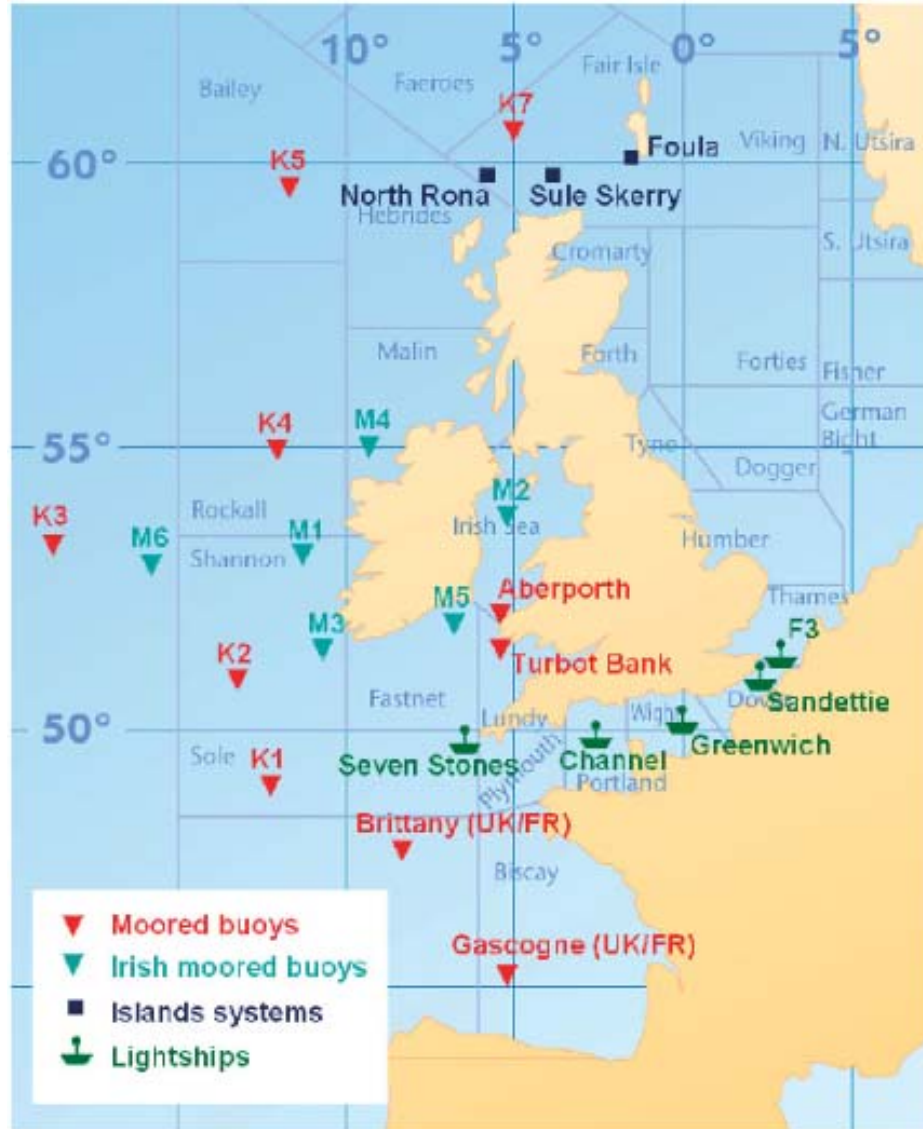 10° 5° 0° 5°
Fair Isle
Faeroes
Bailey
K7
Viking
N. Utsira
Foula
60°
K5
North Rona
Sule Skerry
Hebrides
S. Utsira
Cromarty
Malin
Forth
Forties
Fisher
German
Bight
K4
M4
55°
Tyno
Dogger
M2
K3
Rockall
Irish Sea
M6
M1
Shannon
Humber
Aberporth
Thames
M5
M3
F3
K2
Turbot Bank
Fastnet
Dover
Sandettie
Lundy
Wight
50°
Greenwich
Sole
K1
Seven Stones
Plymouth
Channel
Portland
Brittany (UK/FR)
Biscay
Gascogne (UK/FR)
Moored buoys
Irish moored buoys
Islands systems
Lightships